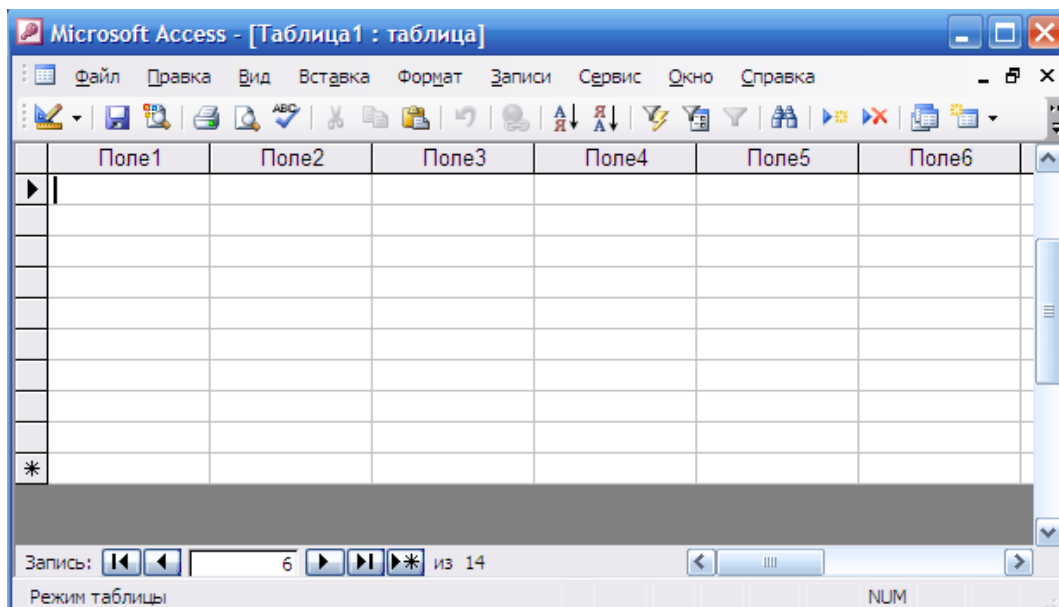 Microsoft Access - [Таблица1 : таблица]
Файл Правка Вид Вставка Формат Записи Сервис Окно Справка
ABC А Я Я А
Поле1 Поле2 Поле3 Поле4 Поле5 Поле6
Запись: 6 из 14
Режим таблицы NUM